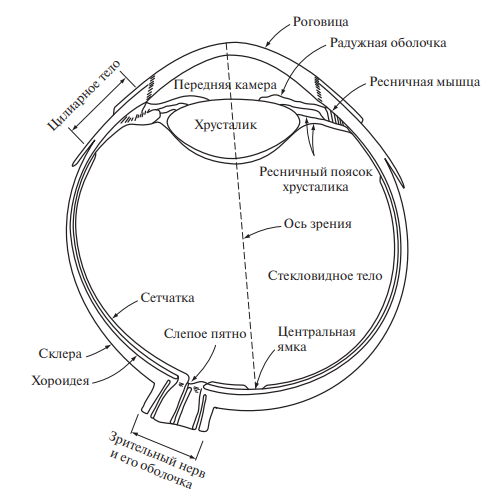 Роговица
Радужная оболочка
Цилиарное тело
Передняя камера
Ресничная мышца
Хрусталик
Ресничный поясок
хрусталика
Ось зрения
Стекловидное тело
Сетчатка
Слепое пятно
Центральная
ямка
Склера
Хороидея
Зрительный нерв
и его оболочка